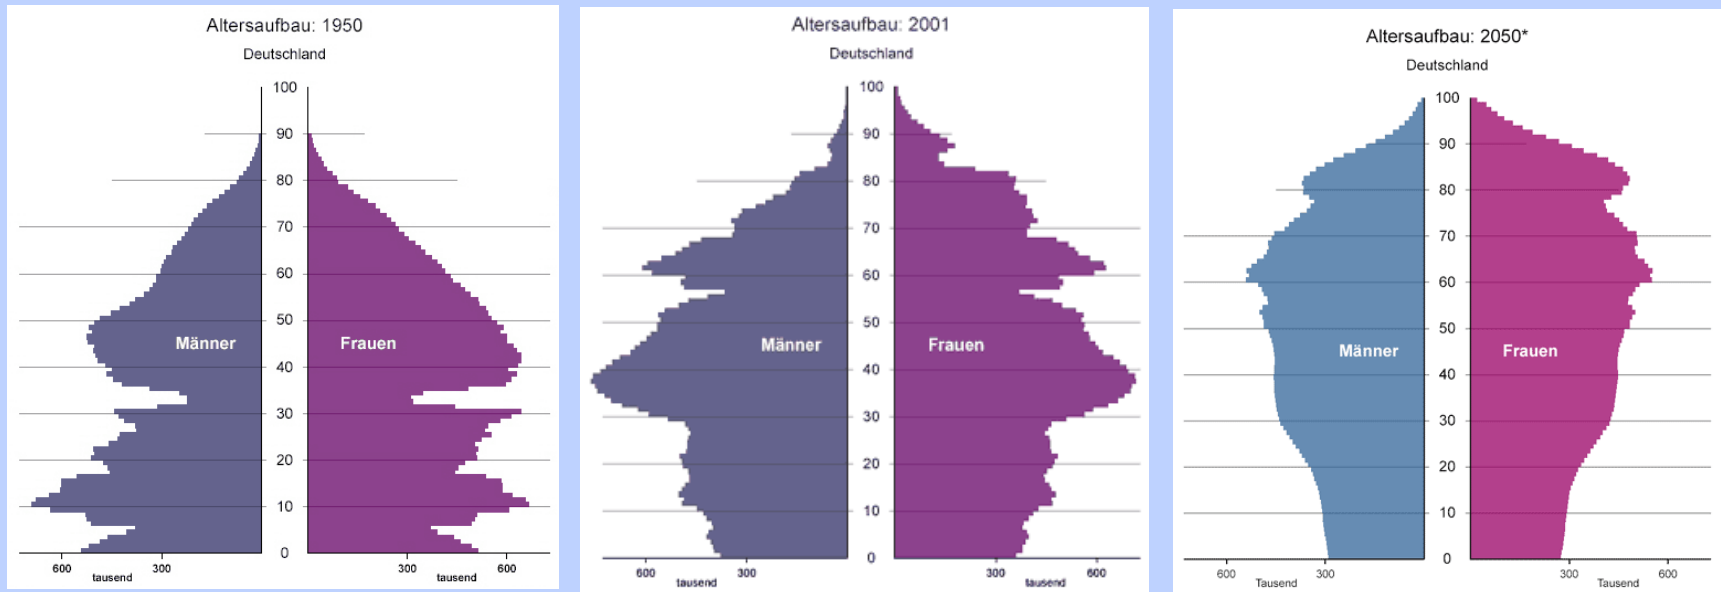 Altersaufbau: 1950
Deutschland
100
90
80
70
60
50
Männer
Frauen
40
30
20
10
0
600
300
300
600
tausend
tausend
Altersaufbau: 2001
Deutschland
100
90
80
70
60
50
Männer
Frauen
40
30
20
10
0
600
300
300
600
tausend
tausend
Altersaufbau: 2050*
Deutschland
100
90
80
70
60
50
Männer
Frauen
40
30
20
10
0
600
300
300
600
Tausend
Tausend